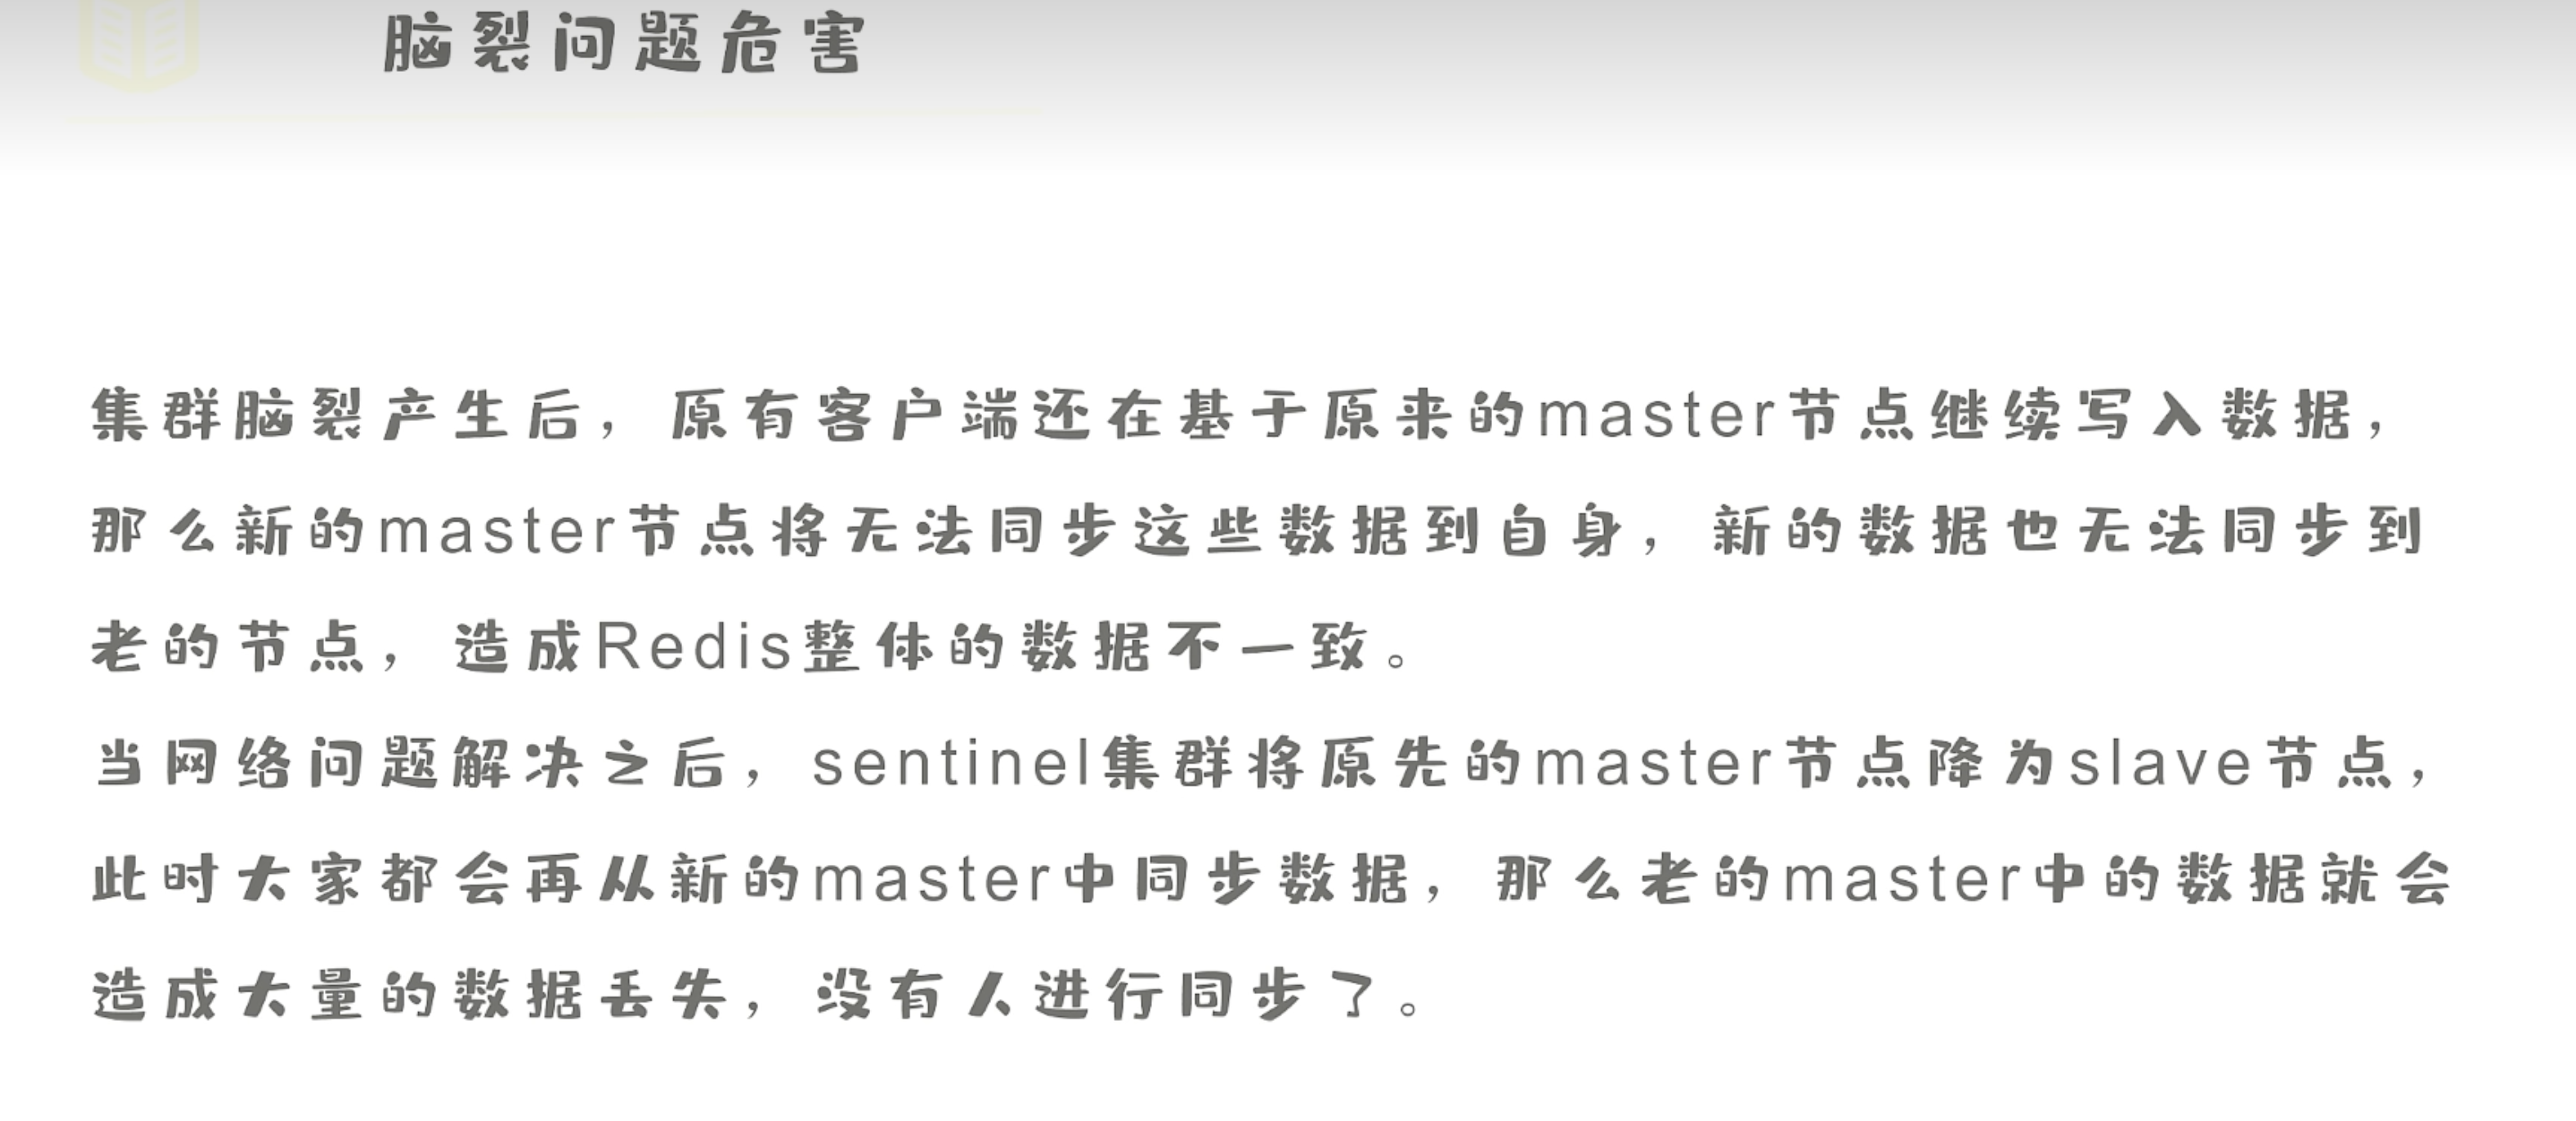 脑裂问题危害
集群脑裂产生后，原有客户端还在基于原来的master节点继续写入数据，
那么新的master节点将无法同步这些数据到自身，新的数据也无法同步到
老的节点，造成Redis整体的数据不一致。
当网络问题解决之后，sentinel集群将原先的master节点降为slave节点，
此时大家都会再从新的master中同步数据，那么老的master中的数据就会
造成大量的数据丢失，没有人进行同步了。